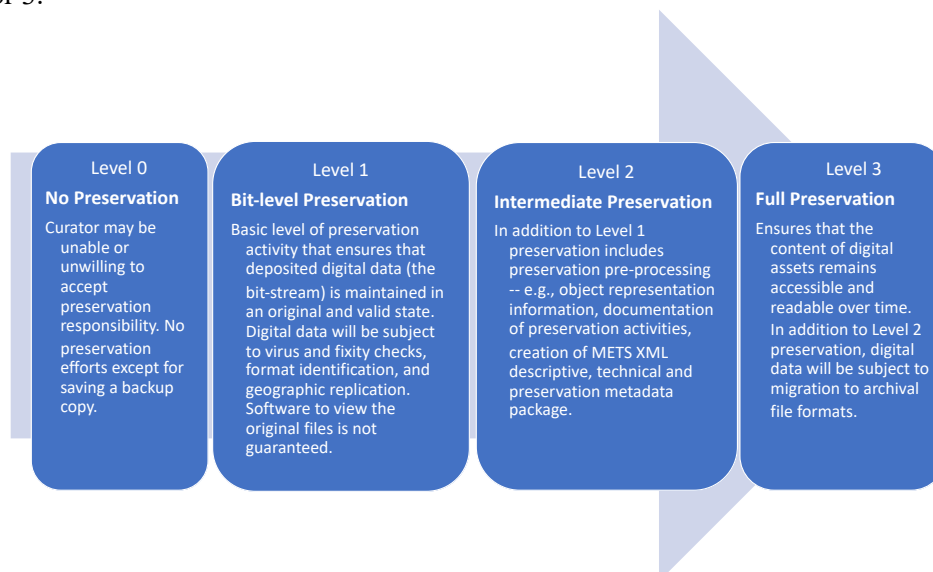 Level 0
No Preservation
Curator may be
unable or
unwilling to
accept
preservation
responsibility. No
preservation
efforts except for
saving a backup
copy.
Level 1
Bit-level Preservation
Basic level of preservation
activity that ensures that
deposited digital data (the
bit-stream) is maintained in
an original and valid state.
Digital data will be subject
to virus and fixity checks,
format identification, and
geographic replication.
Software to view the
original files is not
guaranteed.
Level 2
Intermediate Preservation
In addition to Level 1
preservation includes
preservation pre-processing
-- e.g., object representation
information, documentation
of preservation activities,
creation of METS XML
descriptive, technical and
preservation metadata
package.
Level 3
Full Preservation
Ensures that the
content of digital
assets remains
accessible and
readable over time.
In addition to Level 2
preservation, digital
data will be subject to
migration to archival
file formats.